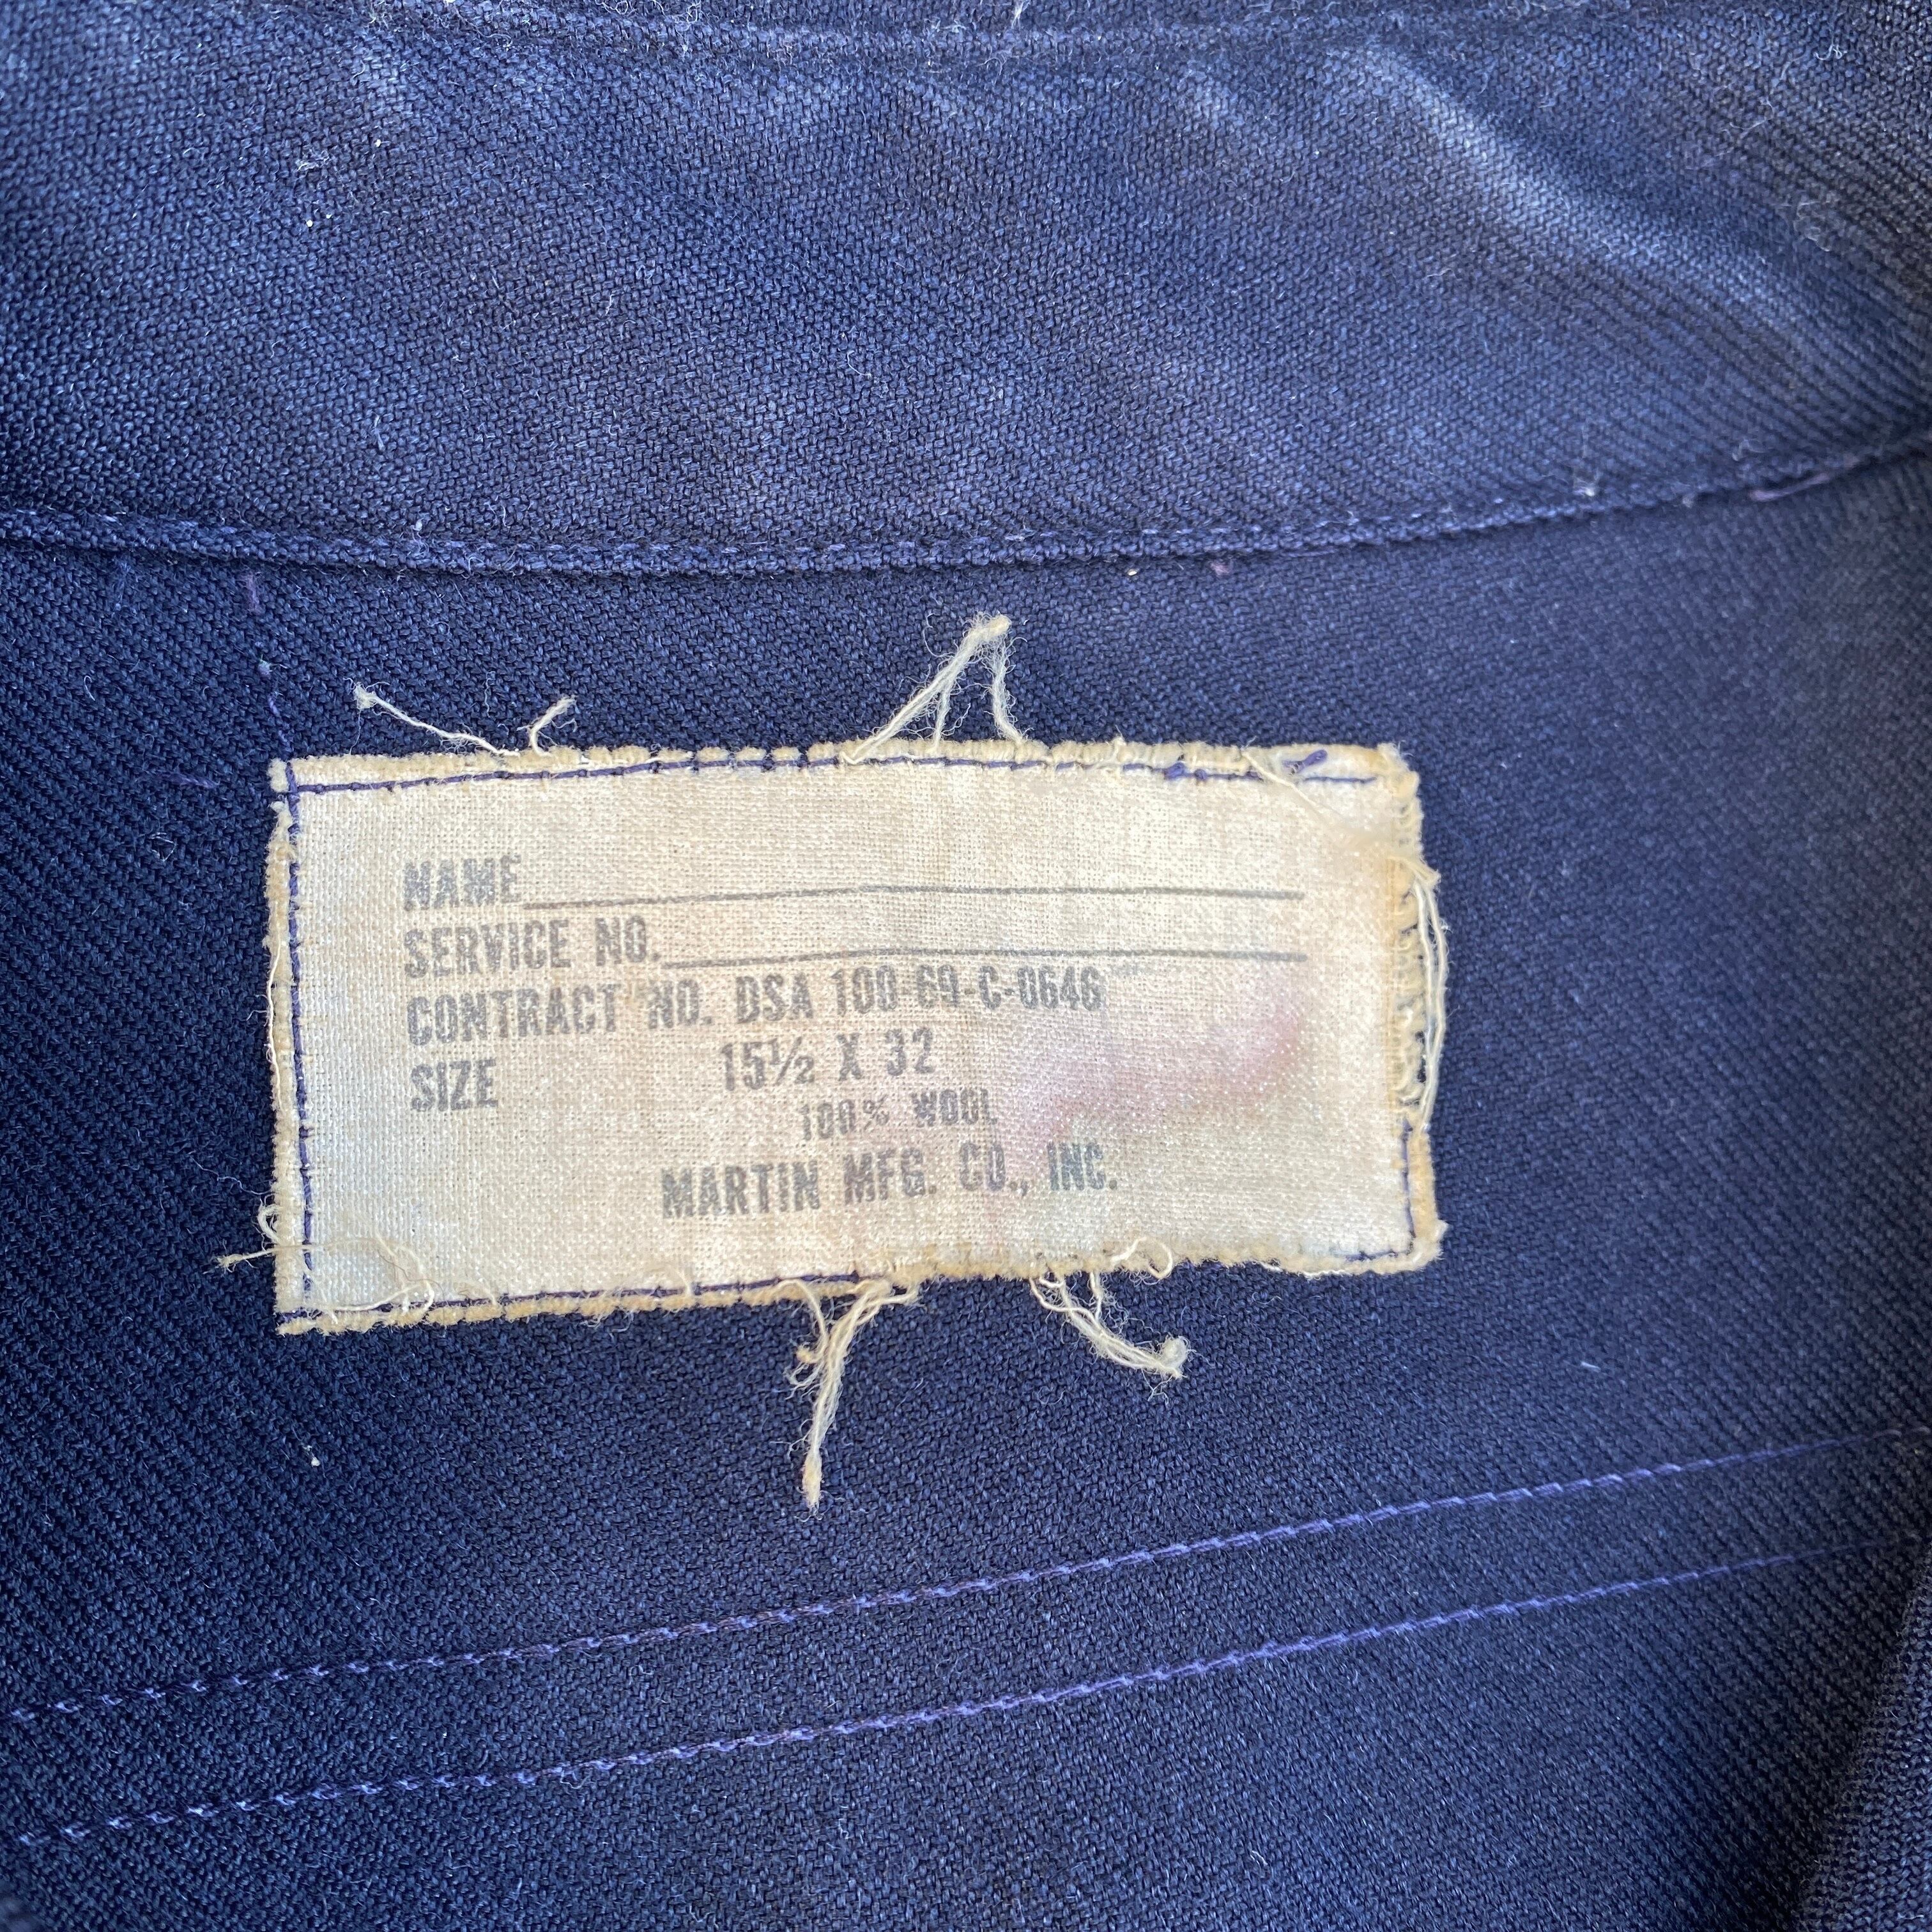 NAME
SERVICE NO.
CONTRACT NO. DSA 100-69-C-0646
SIZE 15½ X 32
100% WOOL
MARTIN MFG. CO., INC.